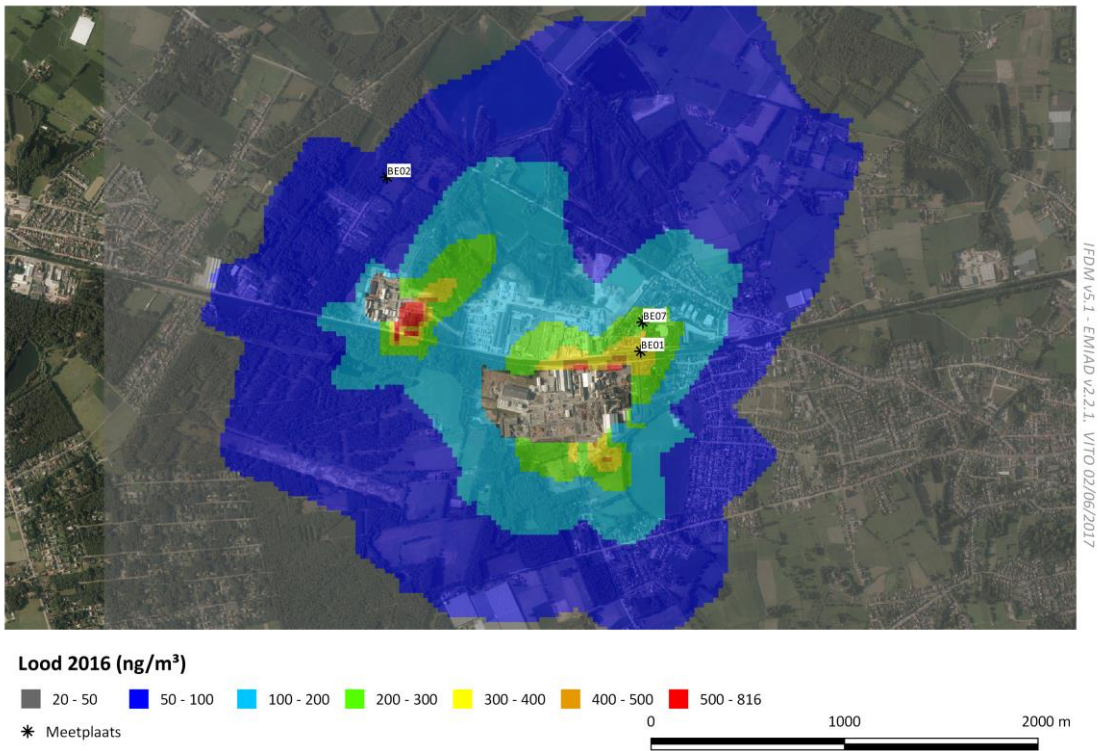 BE02
BE07
BE01
IFDM v5.1 - EMIAD v2.2.1. VITO 02/06/2017
Lood 2016 (ng/m³)
20 - 50 50 - 100 100 - 200 200 - 300 300 - 400 400 - 500 500 - 816
Meetplaats
0 1000 2000 m